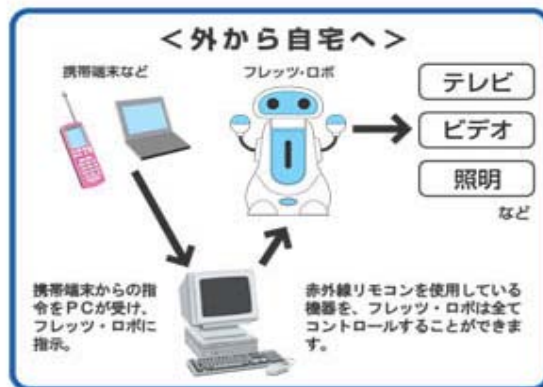 ＜外から自宅へ＞
携帯端末など
フレッツ・ロボ
テレビ
ビデオ
照明
など
携帯端末からの指
令をＰＣが受け、
フレッツ・ロボに
指示。
赤外線リモコンを使用している
機器を、フレッツ・ロボは全て
コントロールすることができま
す。